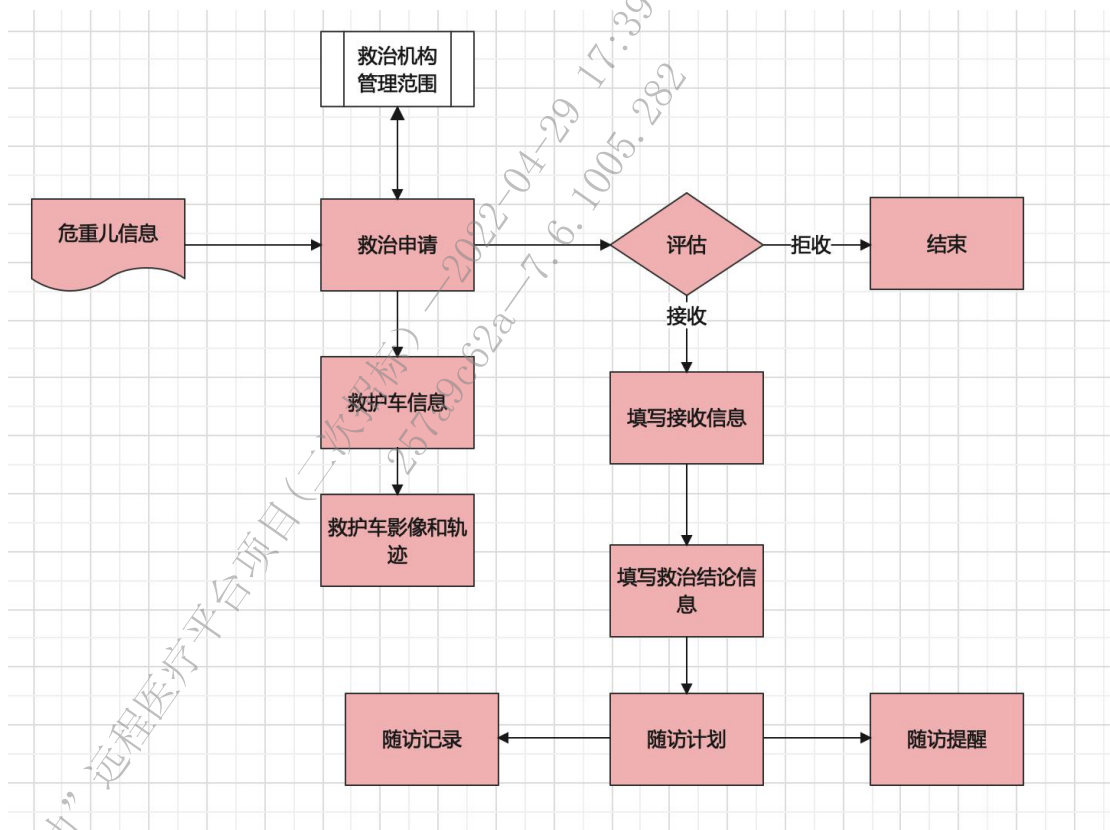 救治机构
管理范围
危重儿信息
救治申请
评估
拒收
结束
接收
救护车信息
填写接收信息
救护车影像和轨
迹
填写救治结论信
息
随访记录
随访计划
随访提醒
”远程医疗平台项目(二次招标)—2022-04-29 17:39
257a9c62a—7.6.1005.282